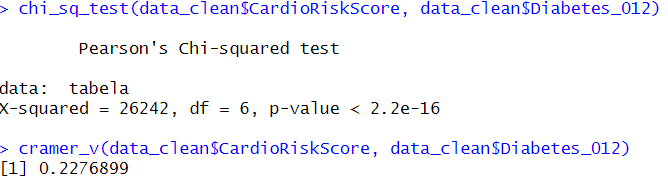 > chi_sq_test(data_clean$CardioRiskScore, data_clean$Diabetes_012)
Pearson's Chi-squared test
data:  tabela
X-squared = 26242, df = 6, p-value < 2.2e-16
> cramer_v(data_clean$CardioRiskScore, data_clean$Diabetes_012)
[1] 0.2276899